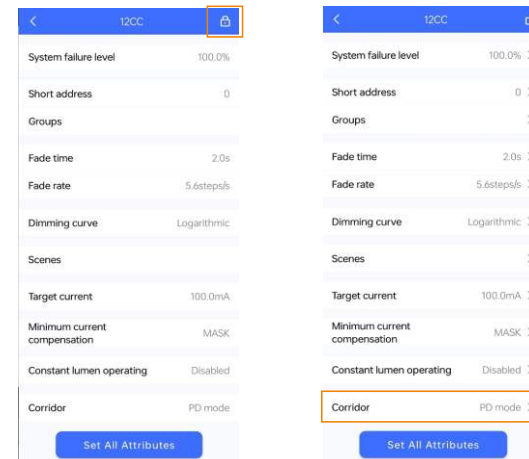 12CC
System failure level 100.0%
Short address 0
Groups
Fade time 2.0s
Fade rate 5.6steps/s
Dimming curve Logarithmic
Scenes
Target current 100.0mA
Minimum current
compensation MASK
Constant lumen operating Disabled
Corridor PD mode
Set All Attributes
12CC
System failure level 100.0%
Short address 0
Groups
Fade time 2.0s
Fade rate 5.6steps/s
Dimming curve Logarithmic
Scenes
Target current 100.0mA
Minimum current
compensation MASK
Constant lumen operating Disabled
Corridor PD mode
Set All Attributes